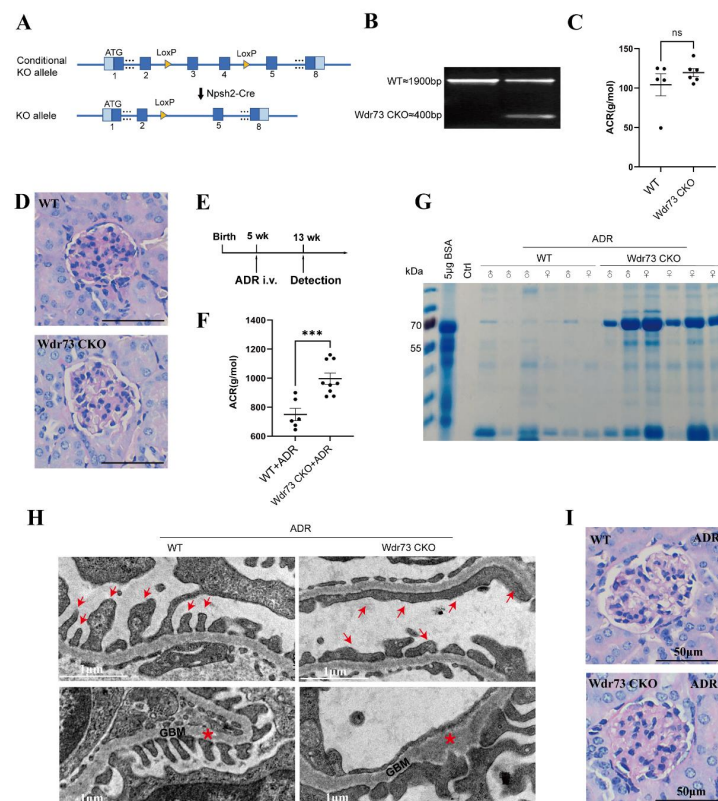 A
ATG
LoxP
LoxP
Conditional
KO allele
1
2
3
4
5
8
Npsh2-Cre
LoxP
KO allele
ATG
1
2
5
8
B
WT≈1900bp
Wdr73 CKO≈400bp
C
ns
ACR(g/mol)
150
100
50
0
WT
Wdr73 CKO
D
WT
Wdr73 CKO
E
Birth
5 wk
13 wk
ADR i.v.
Detection
F
***
ACR(g/mol)
1400
1200
1000
800
600
WT+ADR
Wdr73 CKO+ADR
G
ADR
WT
Wdr73 CKO
kDa
5μg BSA
Ctrl
♂ ♂ ♂ ♀ ♂ ♀ ♂ ♂ ♀ ♀ ♀ ♀
70
55
H
ADR
WT
Wdr73 CKO
1μm
1μm
GBM
1μm
GBM
1μm
I
WT
ADR
50μm
Wdr73 CKO
ADR
50μm